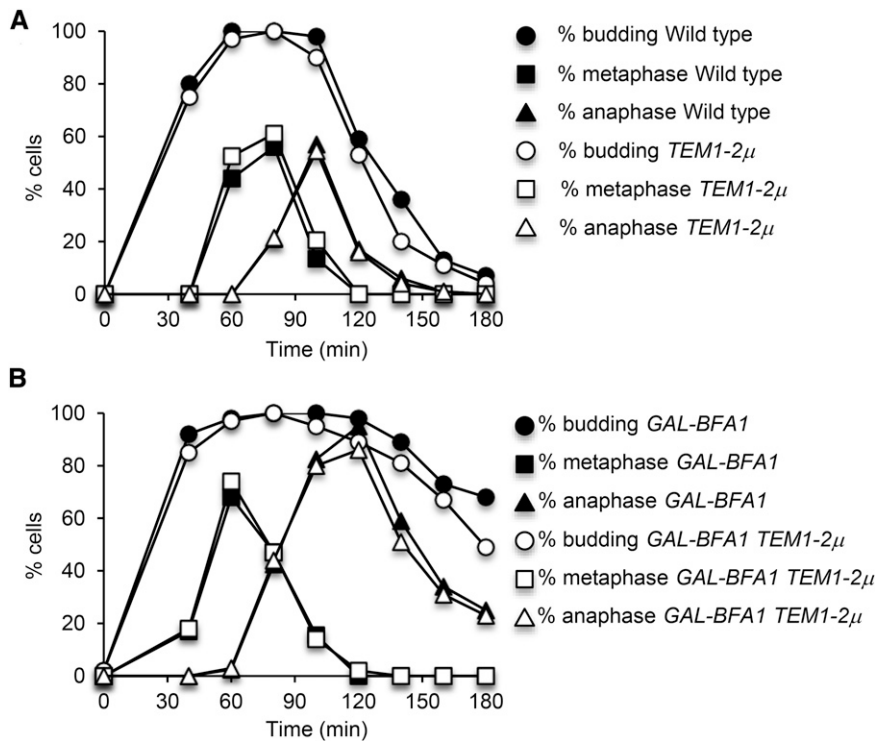 A
100
80
60
40
20
0
% cells
0 30 60 90 120 150 180
Time (min)
% budding Wild type
% metaphase Wild type
% anaphase Wild type
% budding TEM1-2μ
% metaphase TEM1-2μ
% anaphase TEM1-2μ
B
100
80
60
40
20
0
% cells
0 30 60 90 120 150 180
Time (min)
% budding GAL-BFA1
% metaphase GAL-BFA1
% anaphase GAL-BFA1
% budding GAL-BFA1 TEM1-2μ
% metaphase GAL-BFA1 TEM1-2μ
% anaphase GAL-BFA1 TEM1-2μ